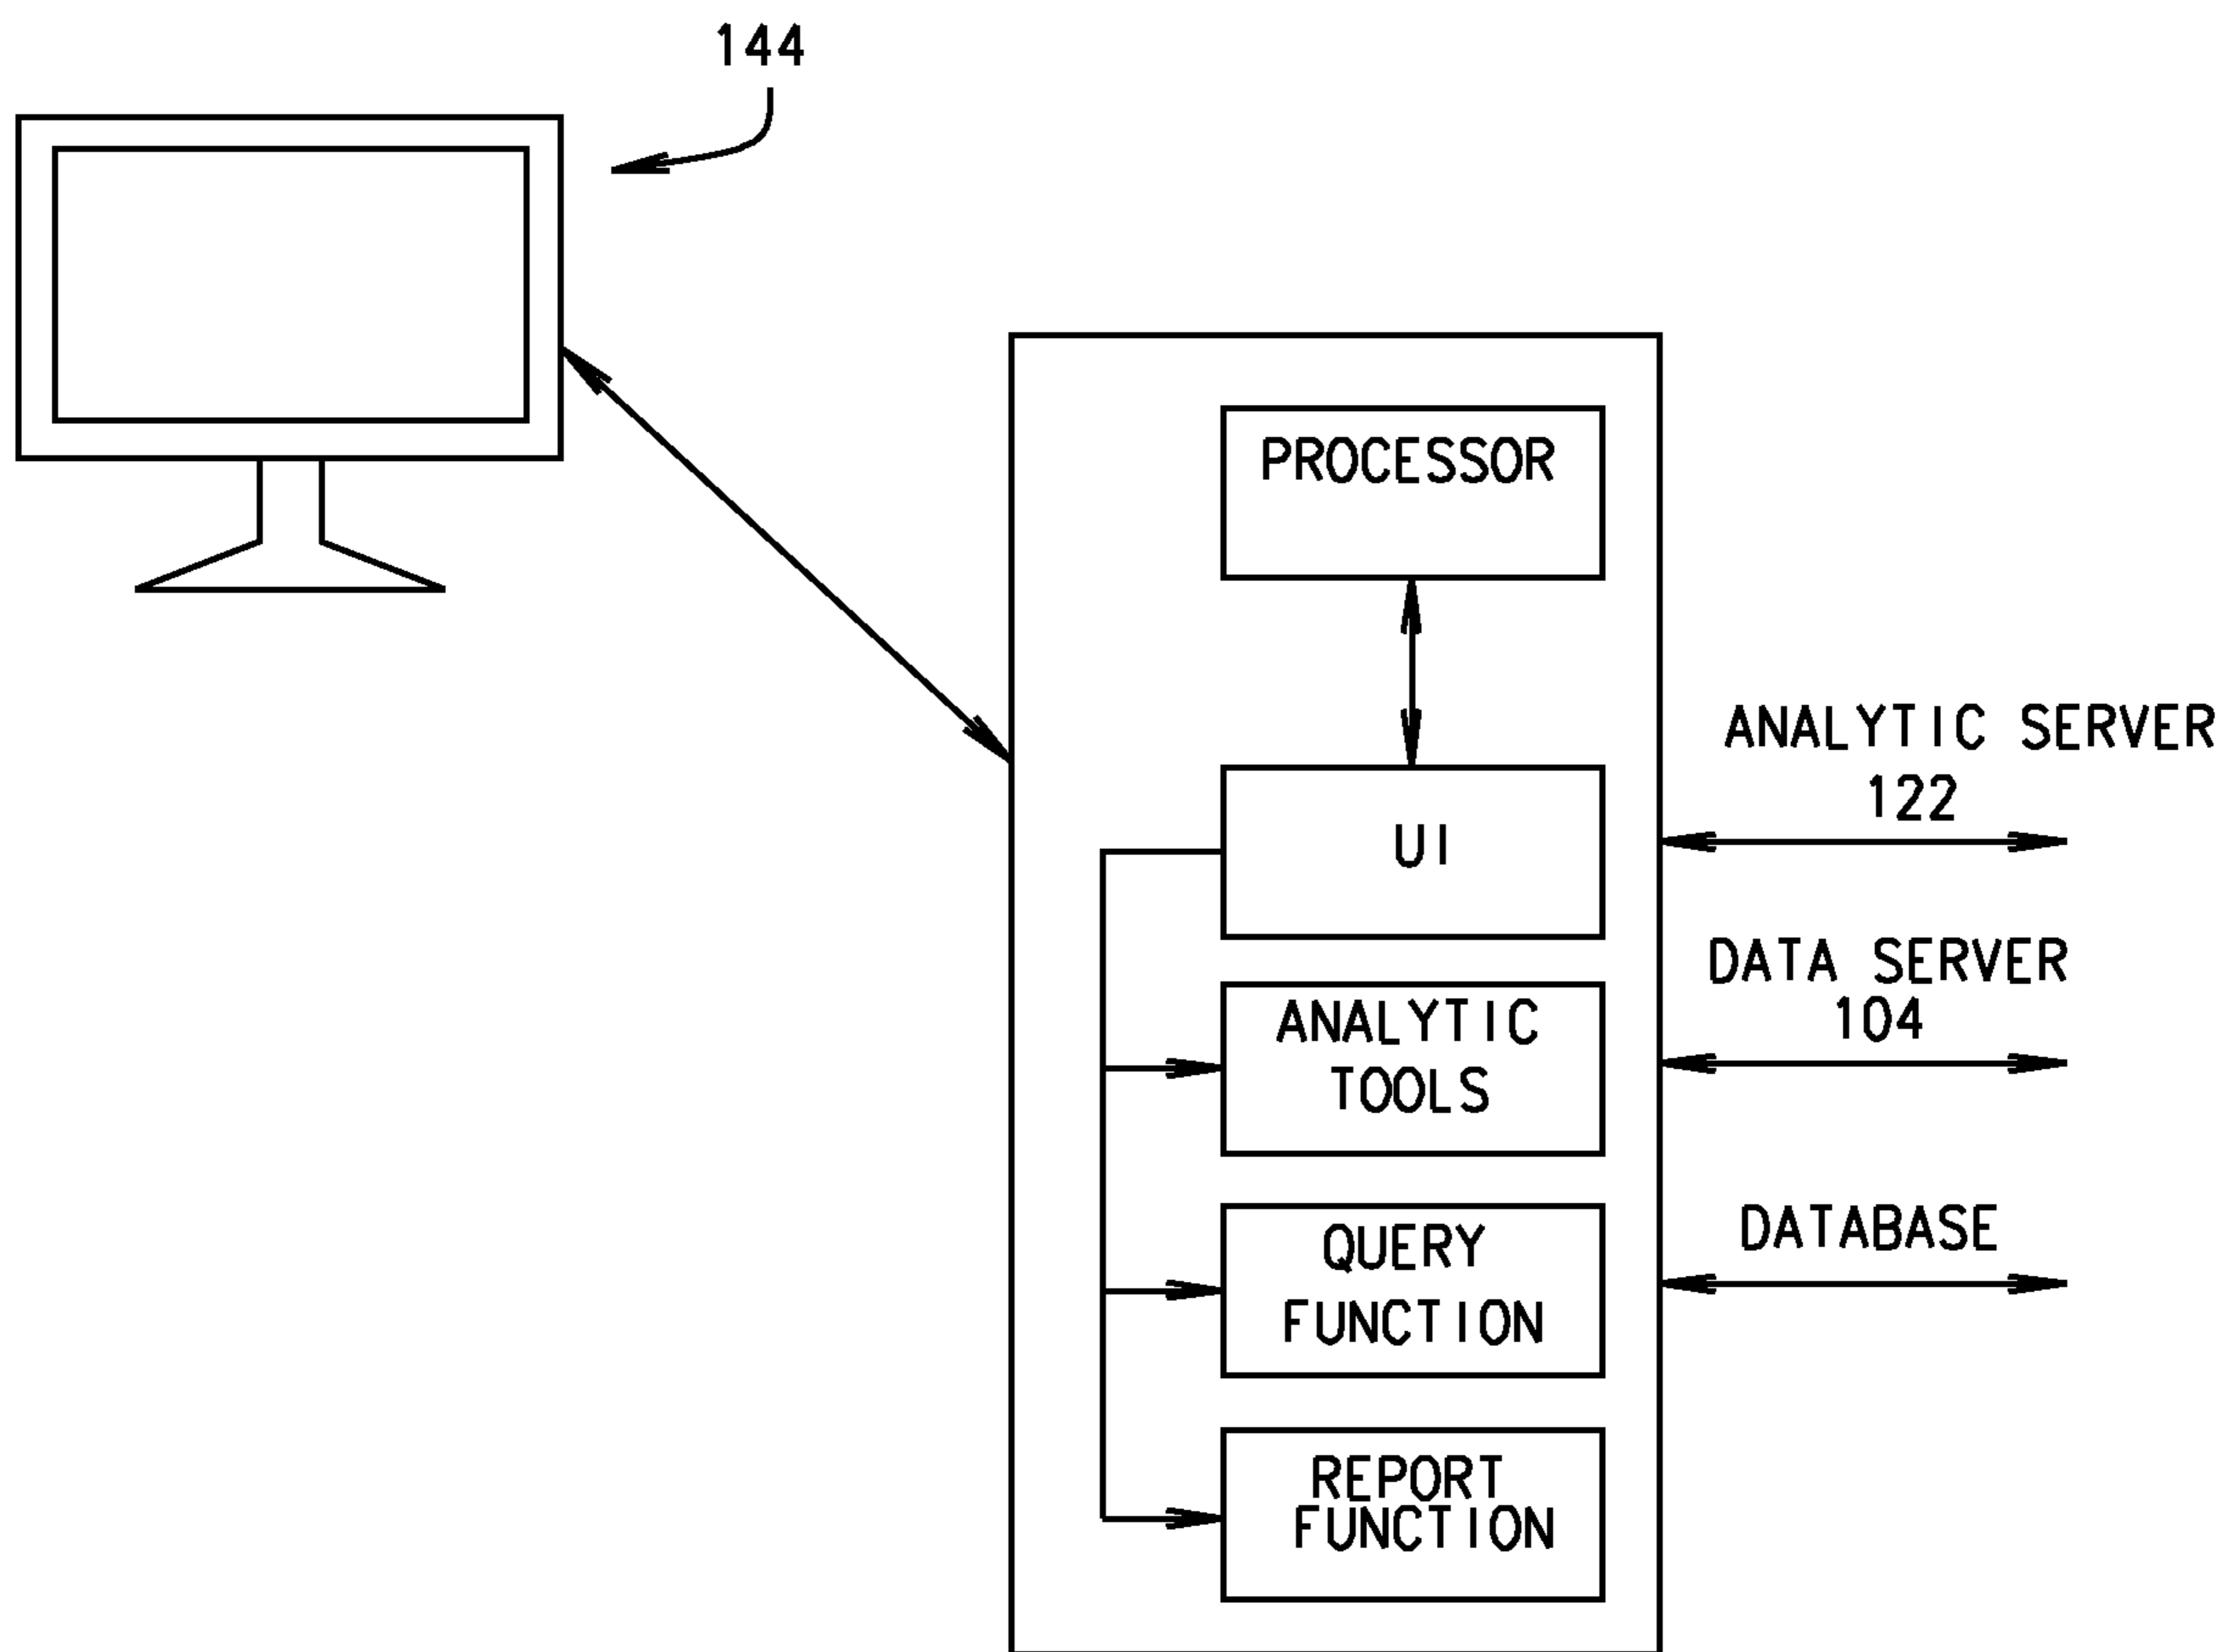 144
PROCESSOR
UI
ANALYTIC
TOOLS
QUERY
FUNCTION
REPORT
FUNCTION
ANALYTIC SERVER
122
DATA SERVER
104
DATABASE